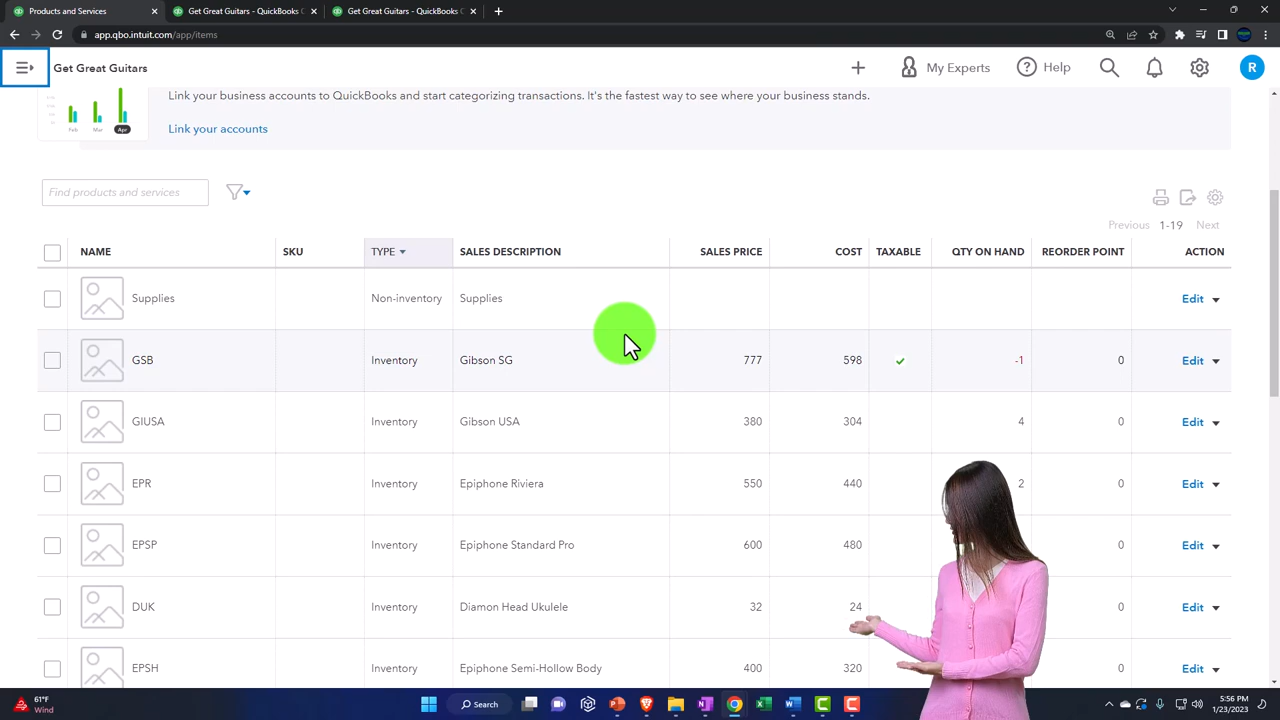 Products and Services
Get Great Guitars - QuickBooks C
Get Great Guitars - QuickBooks C
app.qbo.intuit.com/app/items
Get Great Guitars
My Experts
Help
R
Link your business accounts to QuickBooks and start categorizing transactions. It's the fastest way to see where your business stands.
Feb Mar Apr
Link your accounts
Find products and services
Previous 1-19 Next
NAME SKU TYPE SALES DESCRIPTION SALES PRICE COST TAXABLE QTY ON HAND REORDER POINT ACTION
Supplies Non-inventory Supplies Edit
GSB Inventory Gibson SG 777 598 -1 0 Edit
GIUSA Inventory Gibson USA 380 304 4 0 Edit
EPR Inventory Epiphone Riviera 550 440 2 0 Edit
EPSP Inventory Epiphone Standard Pro 600 480 0 Edit
DUK Inventory Diamon Head Ukulele 32 24 0 Edit
EPSH Inventory Epiphone Semi-Hollow Body 400 320 0 Edit
61°F
Wind
Search
5:56 PM
1/23/2023